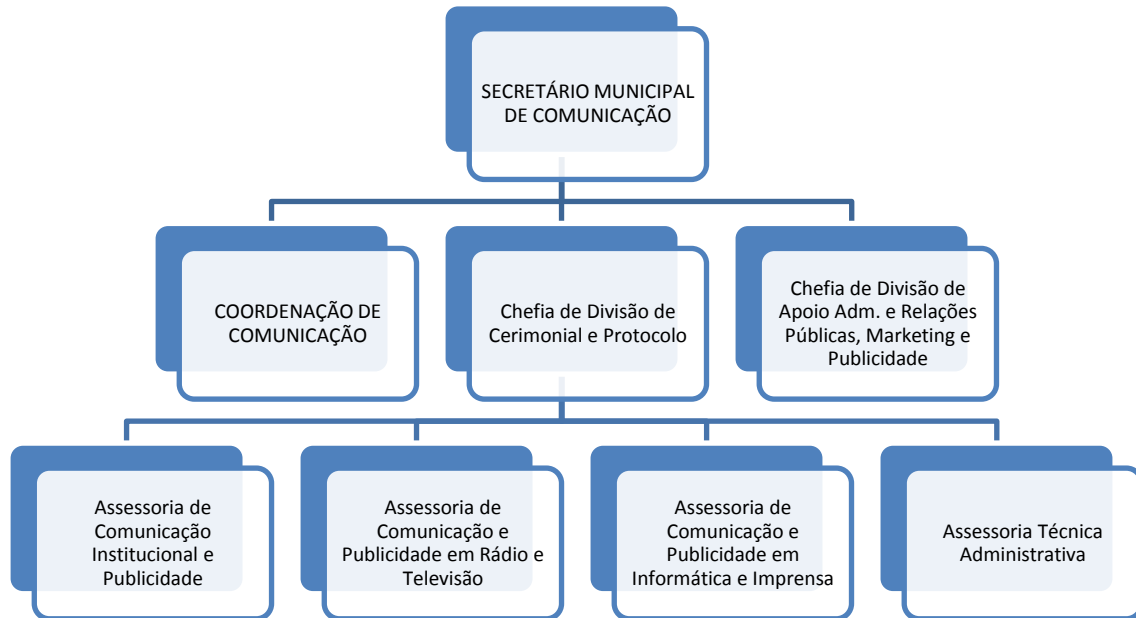 SECRETÁRIO MUNICIPAL
DE COMUNICAÇÃO
COORDENAÇÃO DE
COMUNICAÇÃO
Chefia de Divisão de
Cerimonial e Protocolo
Chefia de Divisão de
Apoio Adm. e Relações
Públicas, Marketing e
Publicidade
Assessoria de
Comunicação
Institucional e
Publicidade
Assessoria de
Comunicação e
Publicidade em Rádio e
Televisão
Assessoria de
Comunicação e
Publicidade em
Informática e Imprensa
Assessoria Técnica
Administrativa